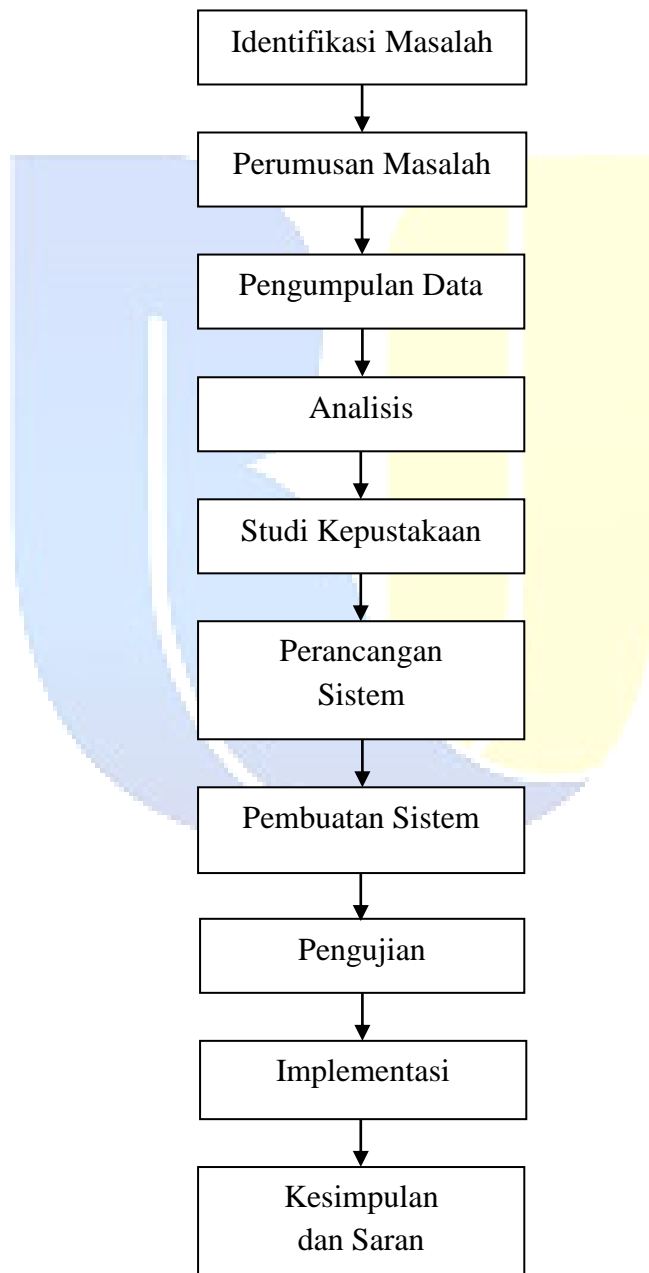 Identifikasi Masalah
Perumusan Masalah
Pengumpulan Data
Analisis
Studi Kepustakaan
Perancangan
Sistem
Pembuatan Sistem
Pengujian
Implementasi
Kesimpulan
dan Saran